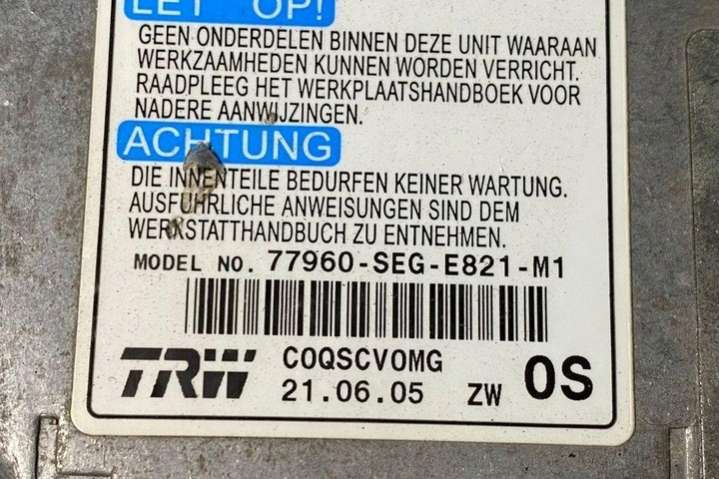 LET OP!
GEEN ONDERDELEN BINNEN DEZE UNIT WAARAAN
WERKZAAMHEDEN KUNNEN WORDEN VERRICHT.
RAADPLEEG HET WERKPLAATSHANDBOEK VOOR
NADERE AANWIJZINGEN.
ACHTUNG
DIE INNENTEILE BEDURFEN KEINER WARTUNG.
AUSFUHRLICHE ANWEISUNGEN SIND DEM
WERKSTATTHANDBUCH ZU ENTNEHMEN.
MODEL NO. 77960-SEG-E821-M1
TRW COQSCVOMG
21.06.05 ZW OS